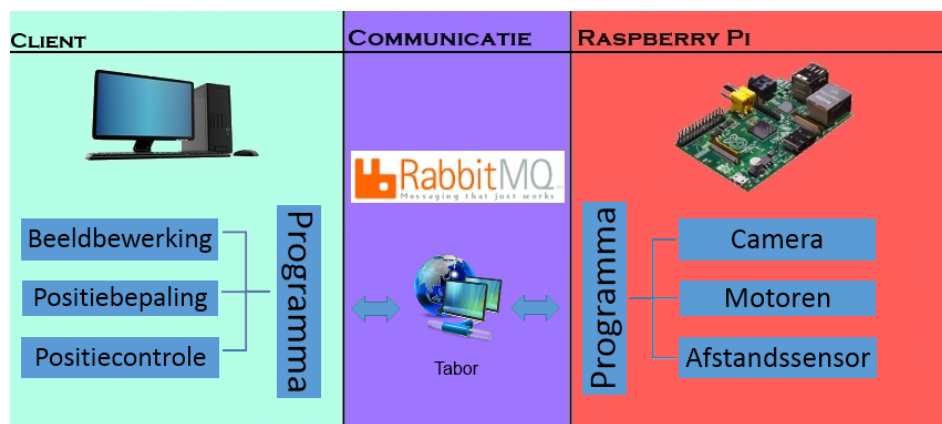 CLIENT
COMMUNICATIE
RASPBERRY PI
RabbitMQ
Messaging that just works
Programma
Beeldbewerking
Positiebepaling
Positiecontrole
Tabor
Programma
Camera
Motoren
Afstandssensor